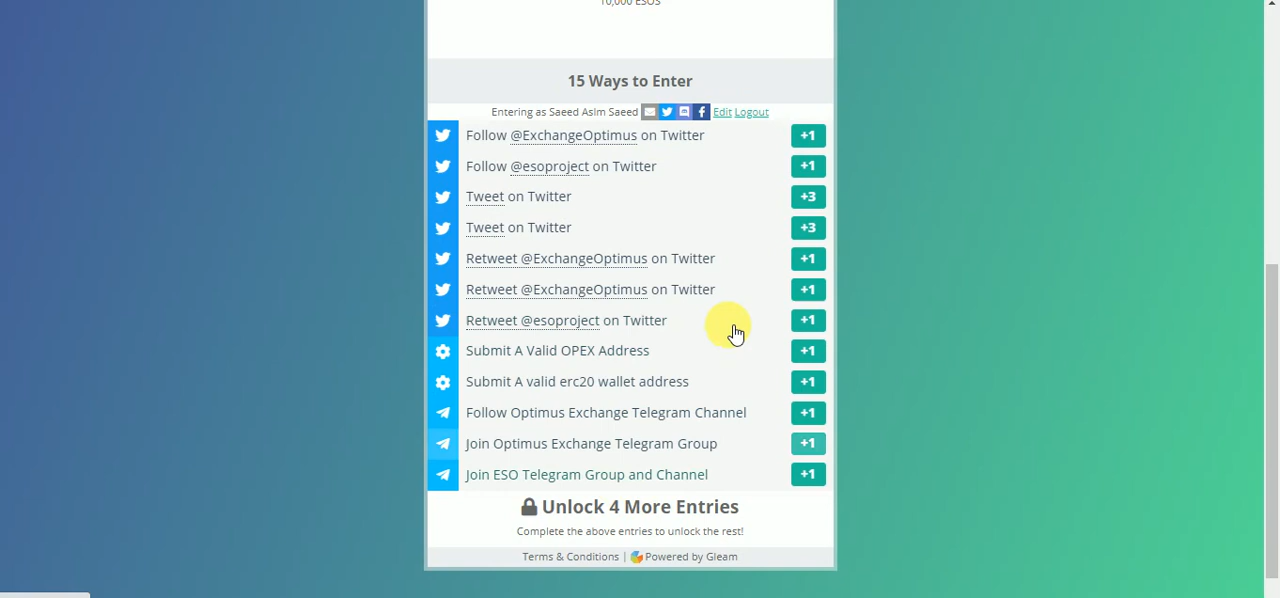 10,000 ESOS
15 Ways to Enter
Entering as Saeed Aslm Saeed Edit Logout
Follow @ExchangeOptimus on Twitter +1
Follow @esoproject on Twitter +1
Tweet on Twitter +3
Tweet on Twitter +3
Retweet @ExchangeOptimus on Twitter +1
Retweet @ExchangeOptimus on Twitter +1
Retweet @esoproject on Twitter +1
Submit A Valid OPEX Address +1
Submit A valid erc20 wallet address +1
Follow Optimus Exchange Telegram Channel +1
Join Optimus Exchange Telegram Group +1
Join ESO Telegram Group and Channel +1
Unlock 4 More Entries
Complete the above entries to unlock the rest!
Terms & Conditions | Powered by Gleam